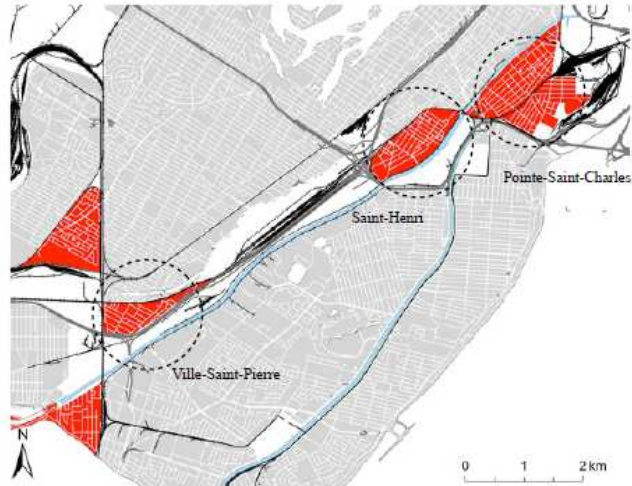 Pointe-Saint-Charles
Saint-Henri
Ville-Saint-Pierre
N
0 1 2 km